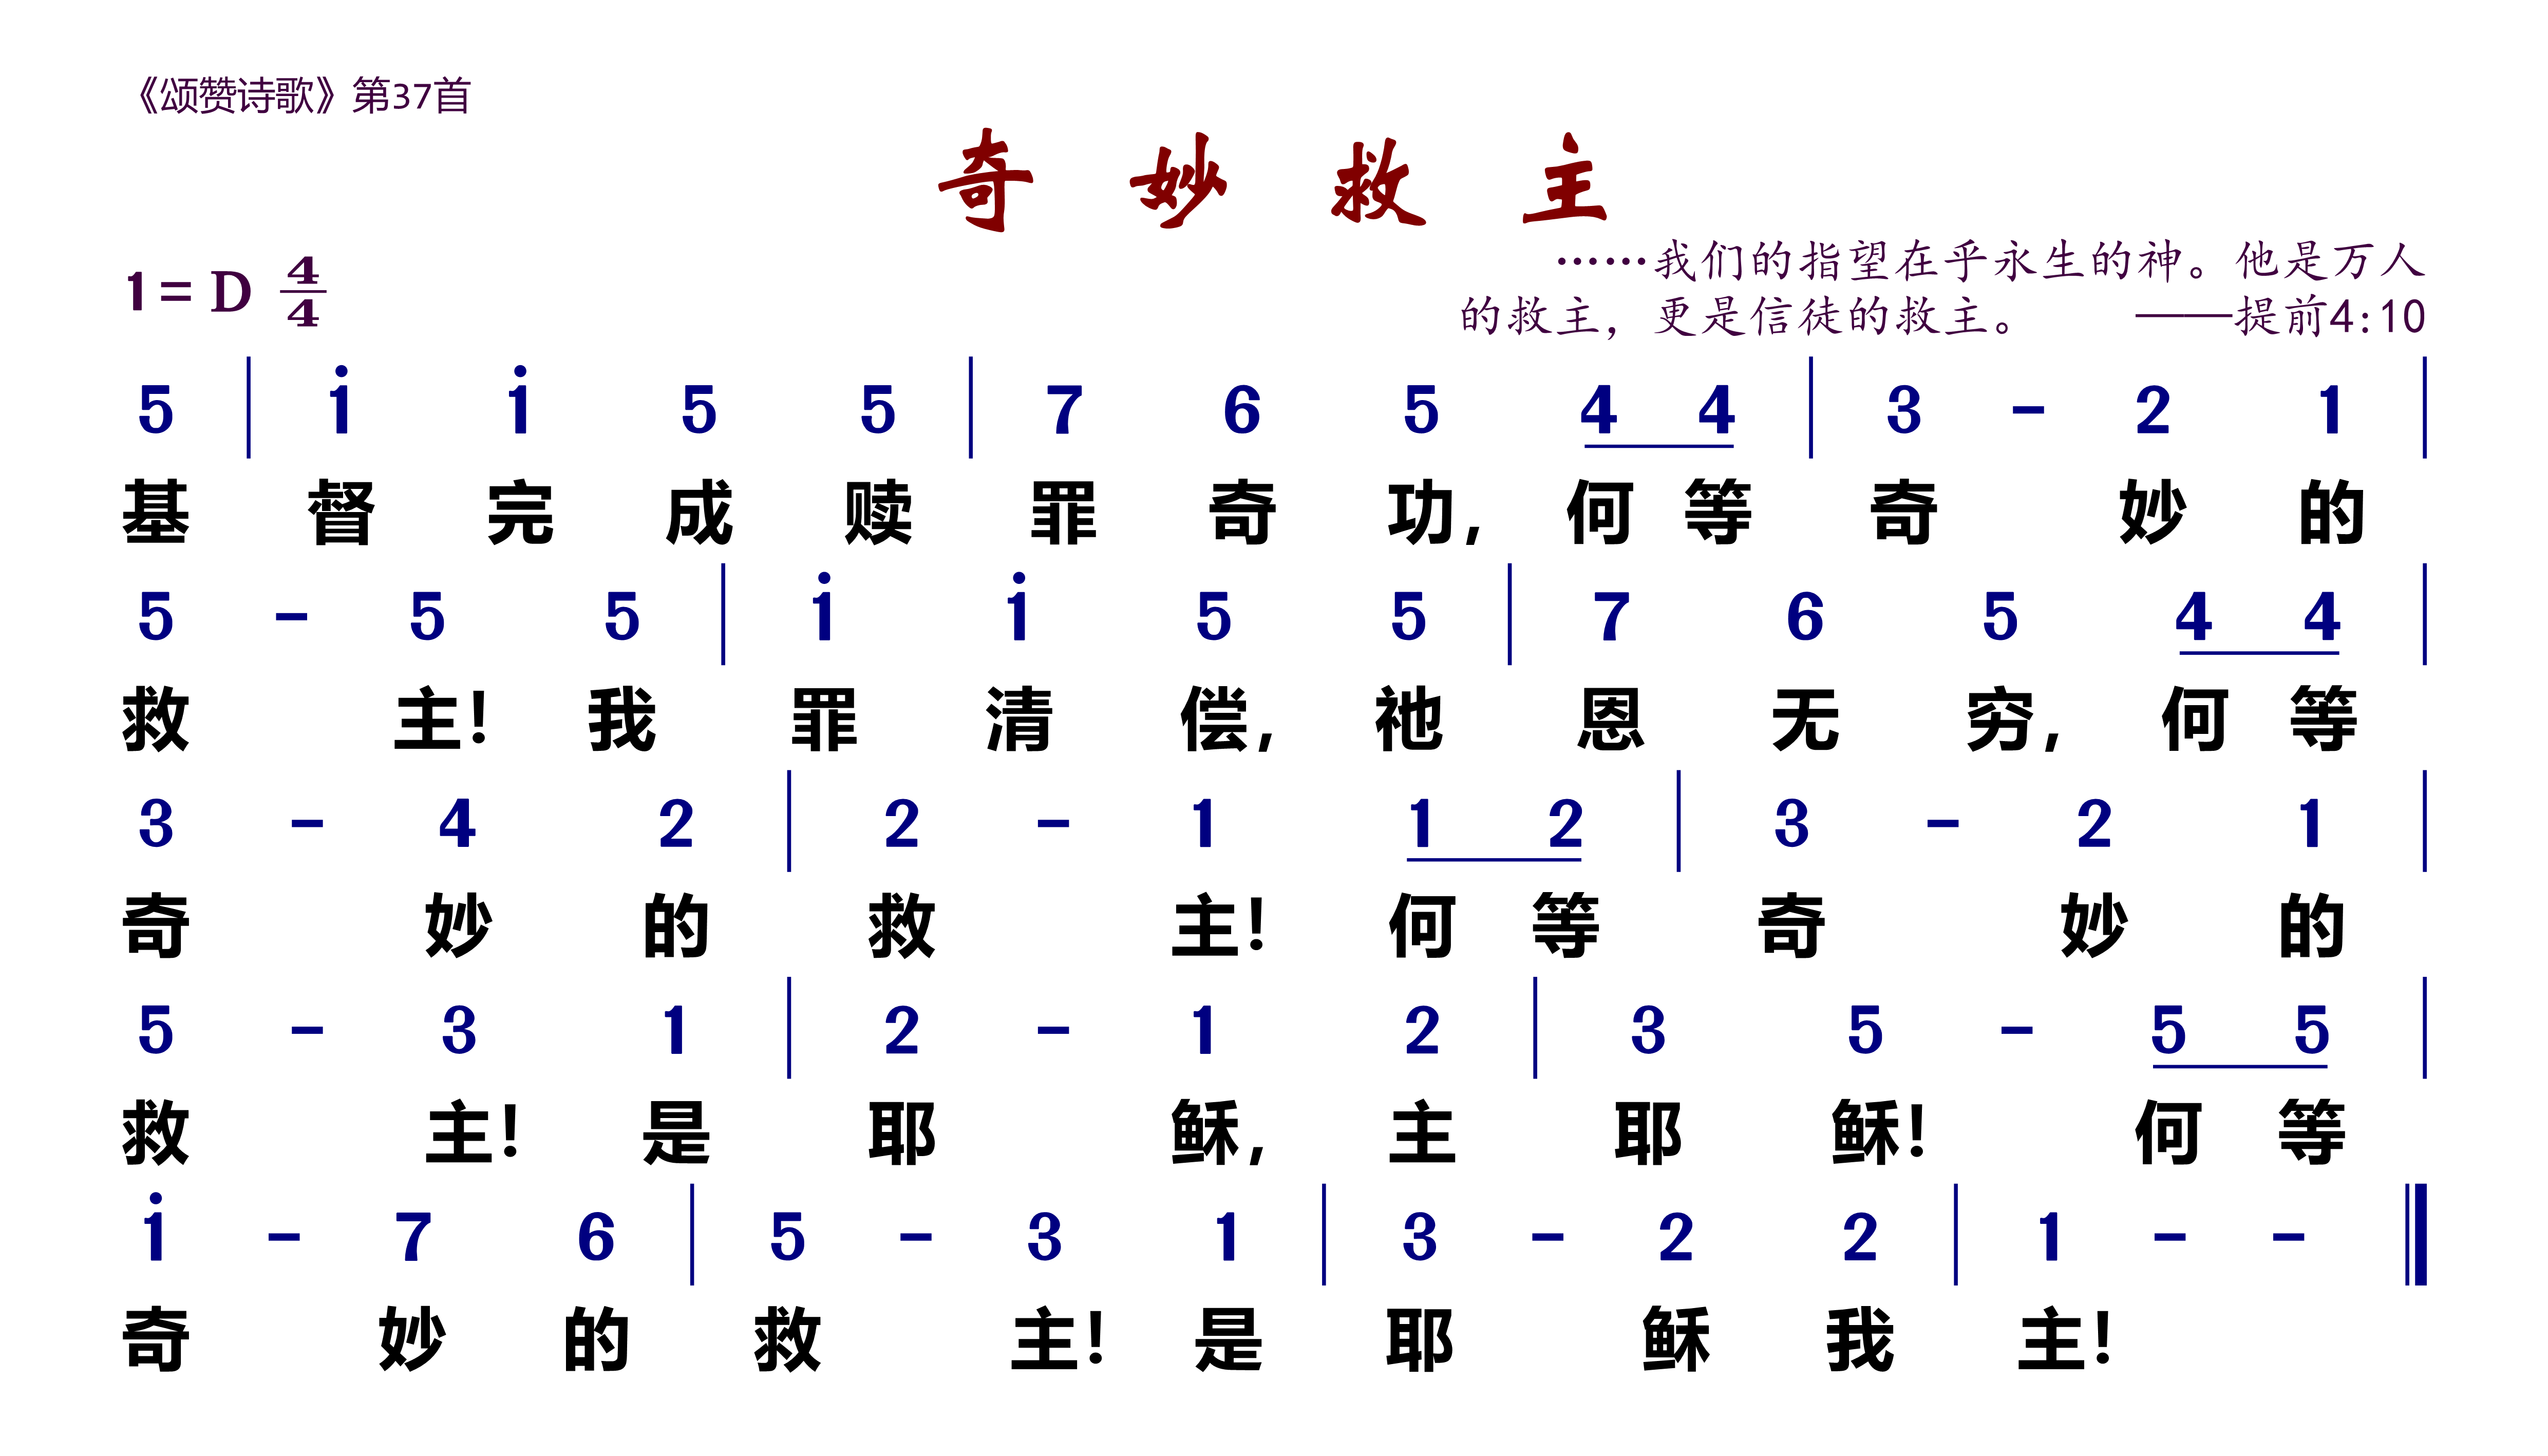 《颂赞诗歌》第37首
奇妙救主
1= D 4/4
……我们的指望在乎永生的神。他是万人
的救主，更是信徒的救主。 ——提前4:10
5 | i i 5 5 | 7 6 5 4 4 | 3 - 2 1 |
基 督 完 成 赎 罪 奇 功, 何 等 奇 妙 的
5 - 5 5 | i i 5 5 | 7 6 5 4 4 |
救 主! 我 罪 清 偿, 祂 恩 无 穷, 何 等
3 - 4 2 | 2 - 1 1 2 | 3 - 2 1 |
奇 妙 的 救 主! 何 等 奇 妙 的
5 - 3 1 | 2 - 1 2 | 3 5 - 5 5 |
救 主! 是 耶 稣, 主 耶 稣! 何 等
i - 7 6 | 5 - 3 1 | 3 - 2 2 | 1 - - ‖
奇 妙 的 救 主! 是 耶 稣 我 主!